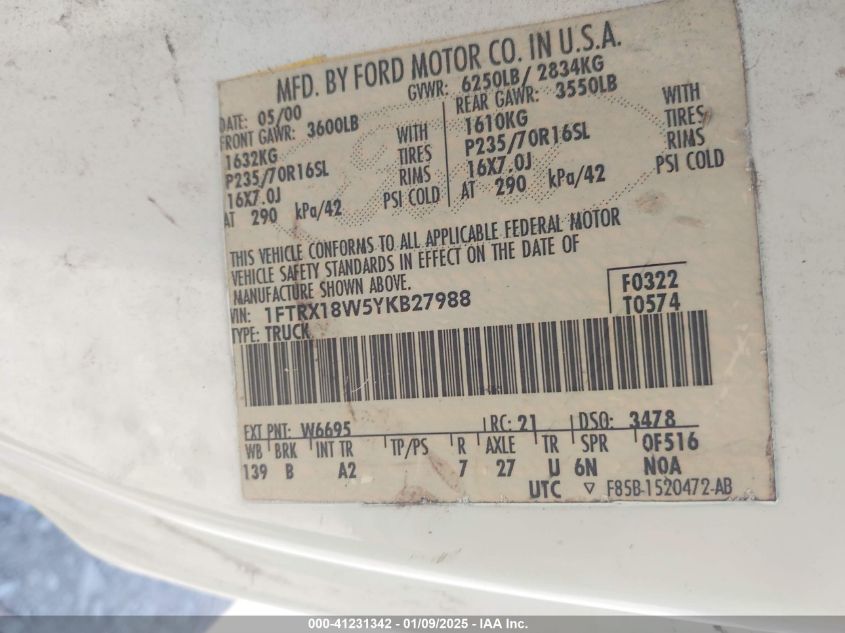 MFD. BY FORD MOTOR CO. IN U.S.A.
DATE: 05/00 GVWR: 6250LB/ 2834KG
FRONT GAWR: 3600LB REAR GAWR: 3550LB
1632KG WITH 1610KG WITH
P235/70R16SL TIRES P235/70R16SL TIRES
16X7.0J RIMS 16X7.0J RIMS
AT 290 kPa/42 PSI COLD AT 290 kPa/42 PSI COLD
THIS VEHICLE CONFORMS TO ALL APPLICABLE FEDERAL MOTOR
VEHICLE SAFETY STANDARDS IN EFFECT ON THE DATE OF
MANUFACTURE SHOWN ABOVE.
VIN: 1FTRX18W5YKB27988 F0322
TYPE: TRUCK T0574
EXT PNT: W6695 RC: 21 DSO: 3478
WB BRK INT TR TP/PS R AXLE TR SPR OF516
139 B A2 7 27 U 6N NOA
UTC ▽ F85B-1520472-AB
000-41231342 - 01/09/2025 - IAA Inc.